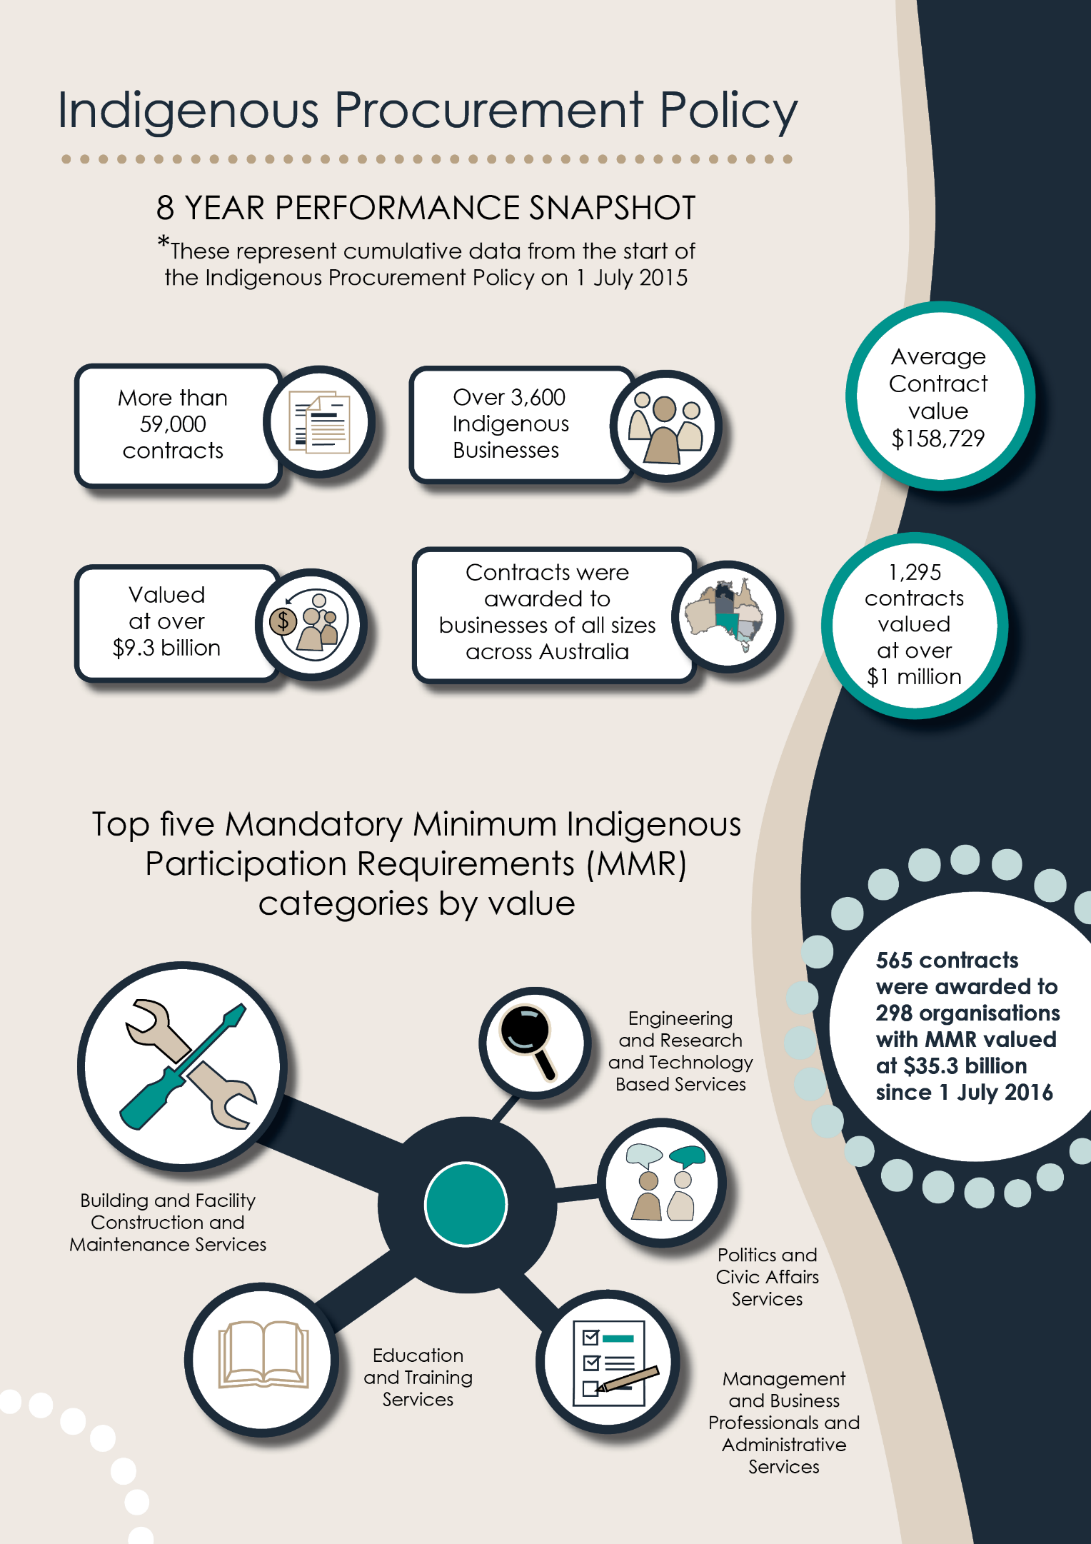 Indigenous Procurement Policy
8 YEAR PERFORMANCE SNAPSHOT
*These represent cumulative data from the start of
the Indigenous Procurement Policy on 1 July 2015
More than
59,000
contracts
Over 3,600
Indigenous
Businesses
Average
Contract
value
$158,729
Valued
at over
$9.3 billion
$
Contracts were
awarded to
businesses of all sizes
across Australia
1,295
contracts
valued
at over
$1 million
Top five Mandatory Minimum Indigenous
Participation Requirements (MMR)
categories by value
565 contracts
were awarded to
298 organisations
with MMR valued
at $35.3 billion
since 1 July 2016
Engineering
and Research
and Technology
Based Services
Building and Facility
Construction and
Maintenance Services
Politics and
Civic Affairs
Services
Education
and Training
Services
Management
and Business
Professionals and
Administrative
Services